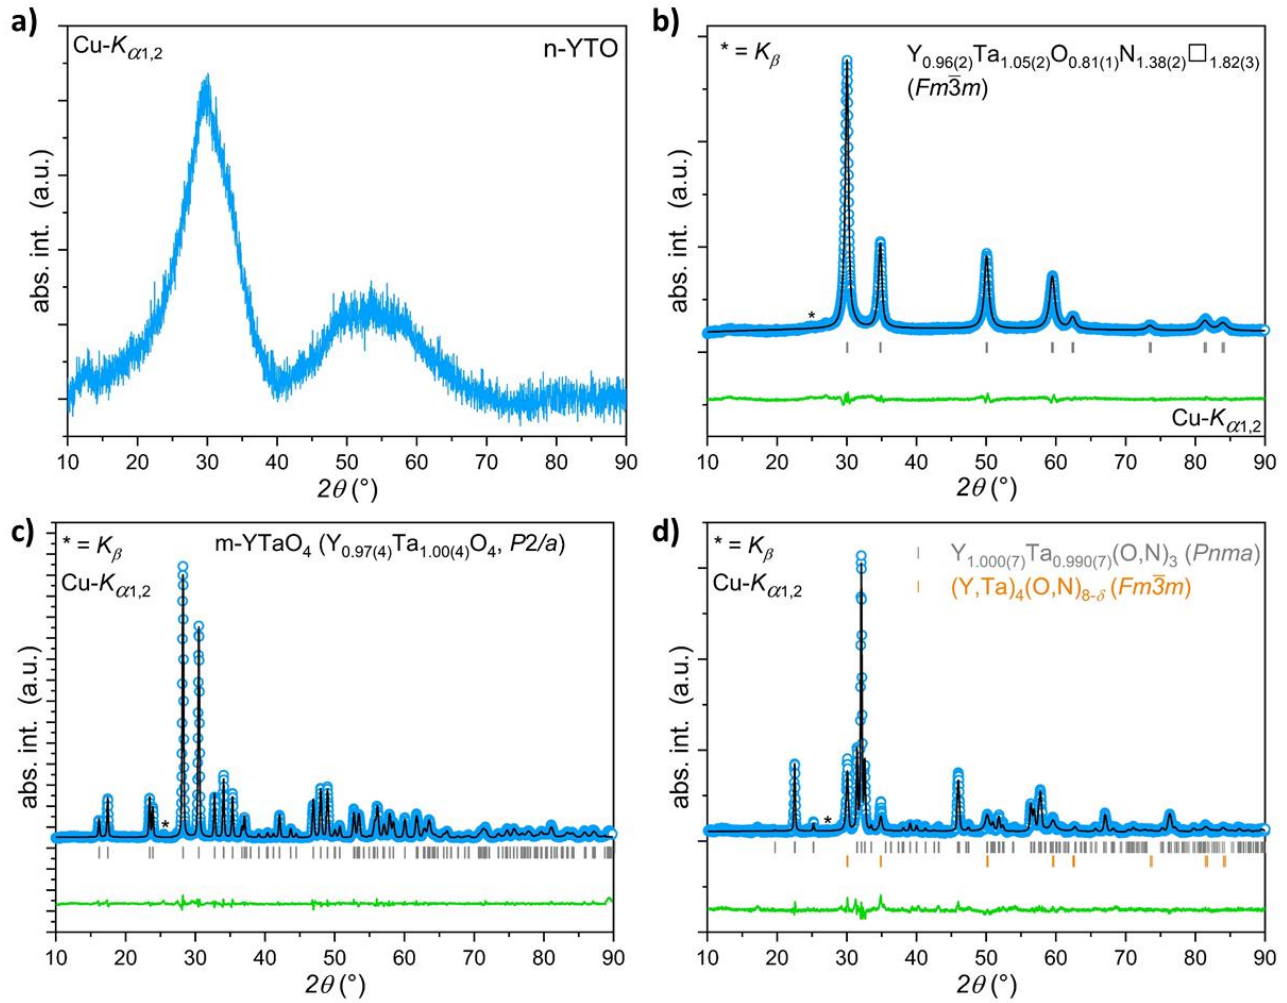 a)
Cu-Kα1,2
n-YTO
abs. int. (a.u.)
10 20 30 40 50 60 70 80 90
2θ (°)
b)
* = Kβ
Y0.96(2)Ta1.05(2)O0.81(1)N1.38(2)□1.82(3)
(Fm3̅m)
*
abs. int. (a.u.)
Cu-Kα1,2
10 20 30 40 50 60 70 80 90
2θ (°)
c)
* = Kβ
m-YTaO4 (Y0.97(4)Ta1.00(4)O4, P2/a)
Cu-Kα1,2
*
abs. int. (a.u.)
10 20 30 40 50 60 70 80 90
2θ (°)
d)
* = Kβ
Y1.000(7)Ta0.990(7)(O,N)3 (Pnma)
Cu-Kα1,2
(Y,Ta)4(O,N)8-δ (Fm3̅m)
*
abs. int. (a.u.)
10 20 30 40 50 60 70 80 90
2θ (°)